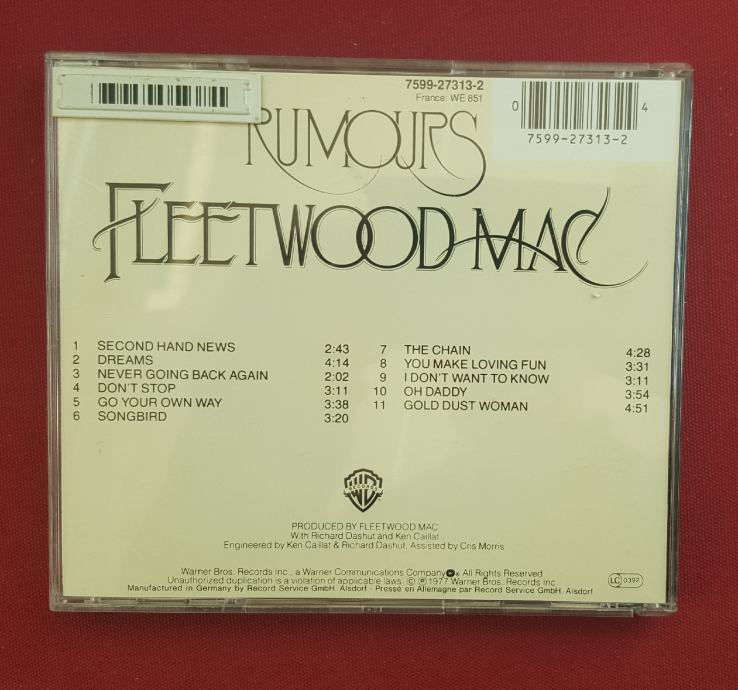 7599-27313-2
France: WE 851
0 4
7599-27313-2
RUMOURS
FLEETWOOD MAC
1 SECOND HAND NEWS 2:43
2 DREAMS 4:14
3 NEVER GOING BACK AGAIN 2:02
4 DON'T STOP 3:11
5 GO YOUR OWN WAY 3:38
6 SONGBIRD 3:20
7 THE CHAIN 4:28
8 YOU MAKE LOVING FUN 3:31
9 I DON'T WANT TO KNOW 3:11
10 OH DADDY 3:54
11 GOLD DUST WOMAN 4:51
WB RECORDS
PRODUCED BY FLEETWOOD MAC
With Richard Dashut and Ken Caillat
Engineered by Ken Caillat & Richard Dashut, Assisted by Cris Morris
Warner Bros. Records Inc., a Warner Communications Company All Rights Reserved
Unauthorized duplication is a violation of applicable laws. © ℗ 1977 Warner Bros. Records Inc.
Manufactured in Germany by Record Service GmbH, Alsdorf · Pressé en Allemagne par Record Service GmbH, Alsdorf
LC 0392